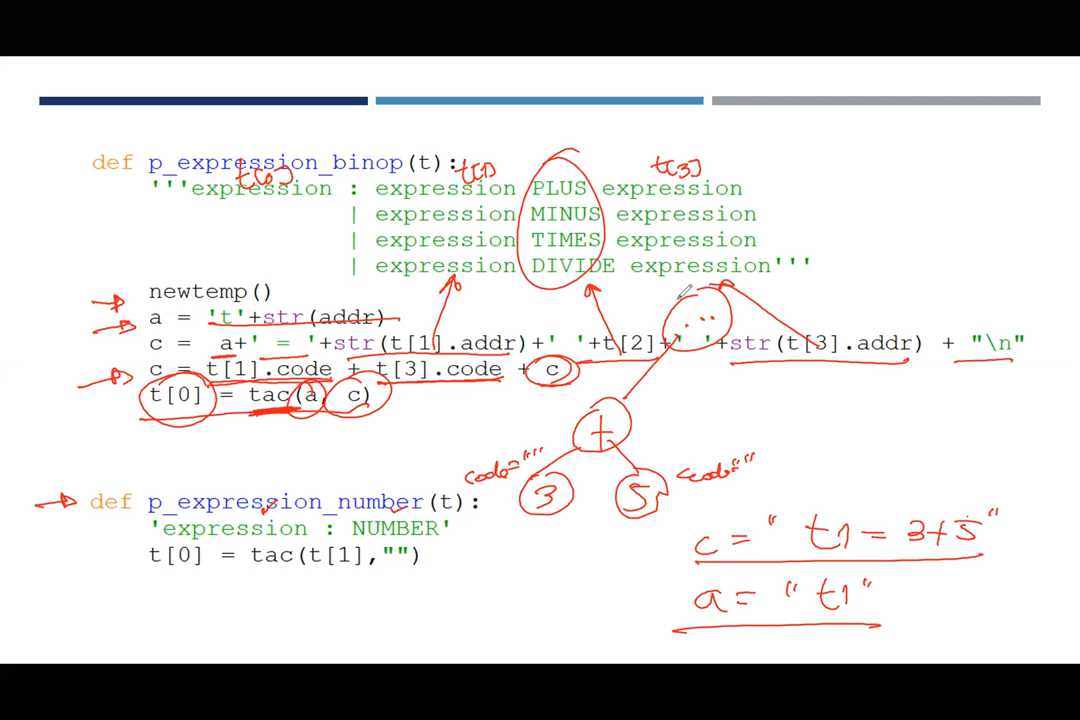 def p_expression_binop(t):
t[0] t[1] t[3]
'''expression : expression PLUS expression
| expression MINUS expression
| expression TIMES expression
| expression DIVIDE expression'''
newtemp()
a = 't'+str(addr)
...
c = a+' = '+str(t[1].addr)+' '+t[2]+' '+str(t[3].addr) + "\n"
c = t[1].code + t[3].code + c
t[0] = tac(a, c)
+
code="" code=""
3 5
def p_expression_number(t):
'expression : NUMBER'
t[0] = tac(t[1],"")
c = " t1 = 3+5 "
a = " t1 "